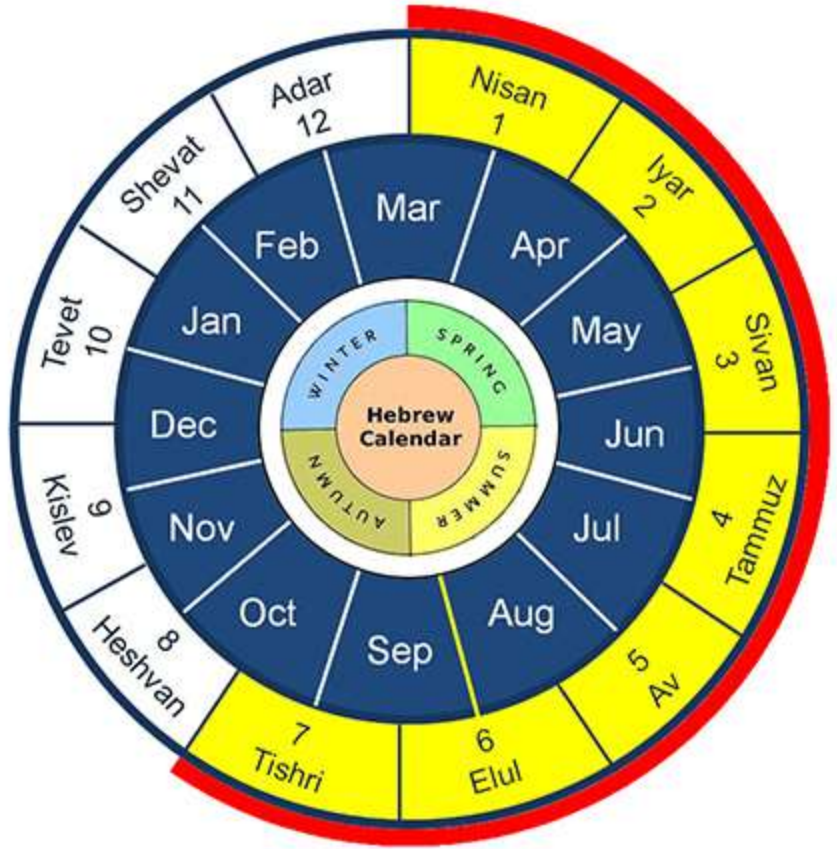 Nisan
1
Iyar
2
Sivan
3
4
Tammuz
5
Av
6
Elul
7
Tishri
8
Heshvan
9
Kislev
Tevet
10
Shevat
11
Adar
12
Mar
Apr
May
Jun
Jul
Aug
Sep
Oct
Nov
Dec
Jan
Feb
SPRING
SUMMER
AUTUMN
WINTER
Hebrew
Calendar